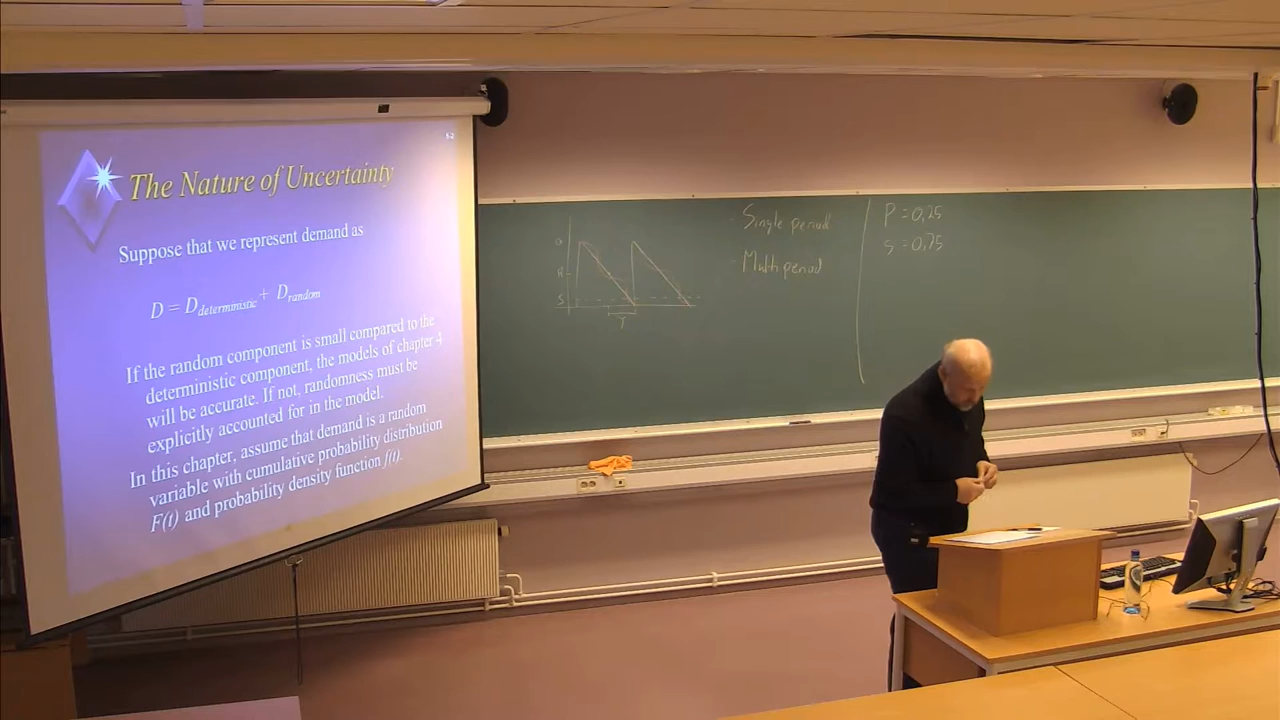 5-2
The Nature of Uncertainty
Suppose that we represent demand as
D = Ddeterministic + Drandom
If the random component is small compared to the
deterministic component, the models of chapter 4
will be accurate. If not, randomness must be
explicitly accounted for in the model.
In this chapter, assume that demand is a random
variable with cumulative probability distribution
F(t) and probability density function f(t).
Q
R
S
T
Single period
Multi period
P = 0,25
s = 0,75